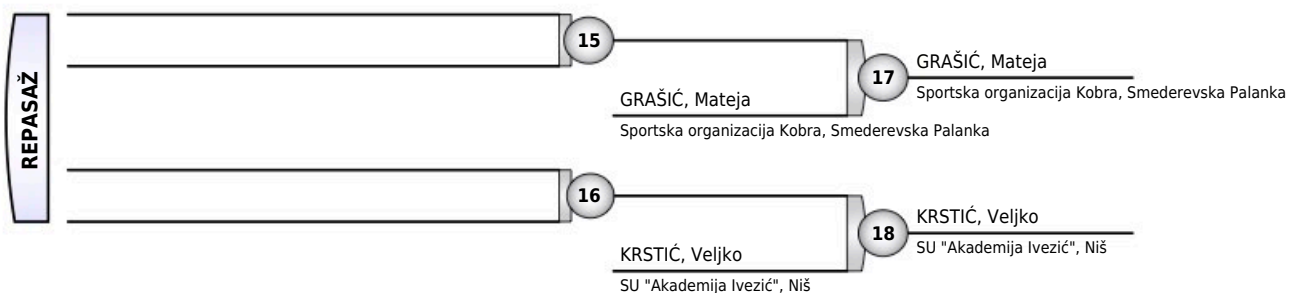 REPASAŽ
15
17
GRAŠIĆ, Mateja
Sportska organizacija Kobra, Smederevska Palanka
GRAŠIĆ, Mateja
Sportska organizacija Kobra, Smederevska Palanka
16
18
KRSTIĆ, Veljko
SU "Akademija Ivezić", Niš
KRSTIĆ, Veljko
SU "Akademija Ivezić", Niš